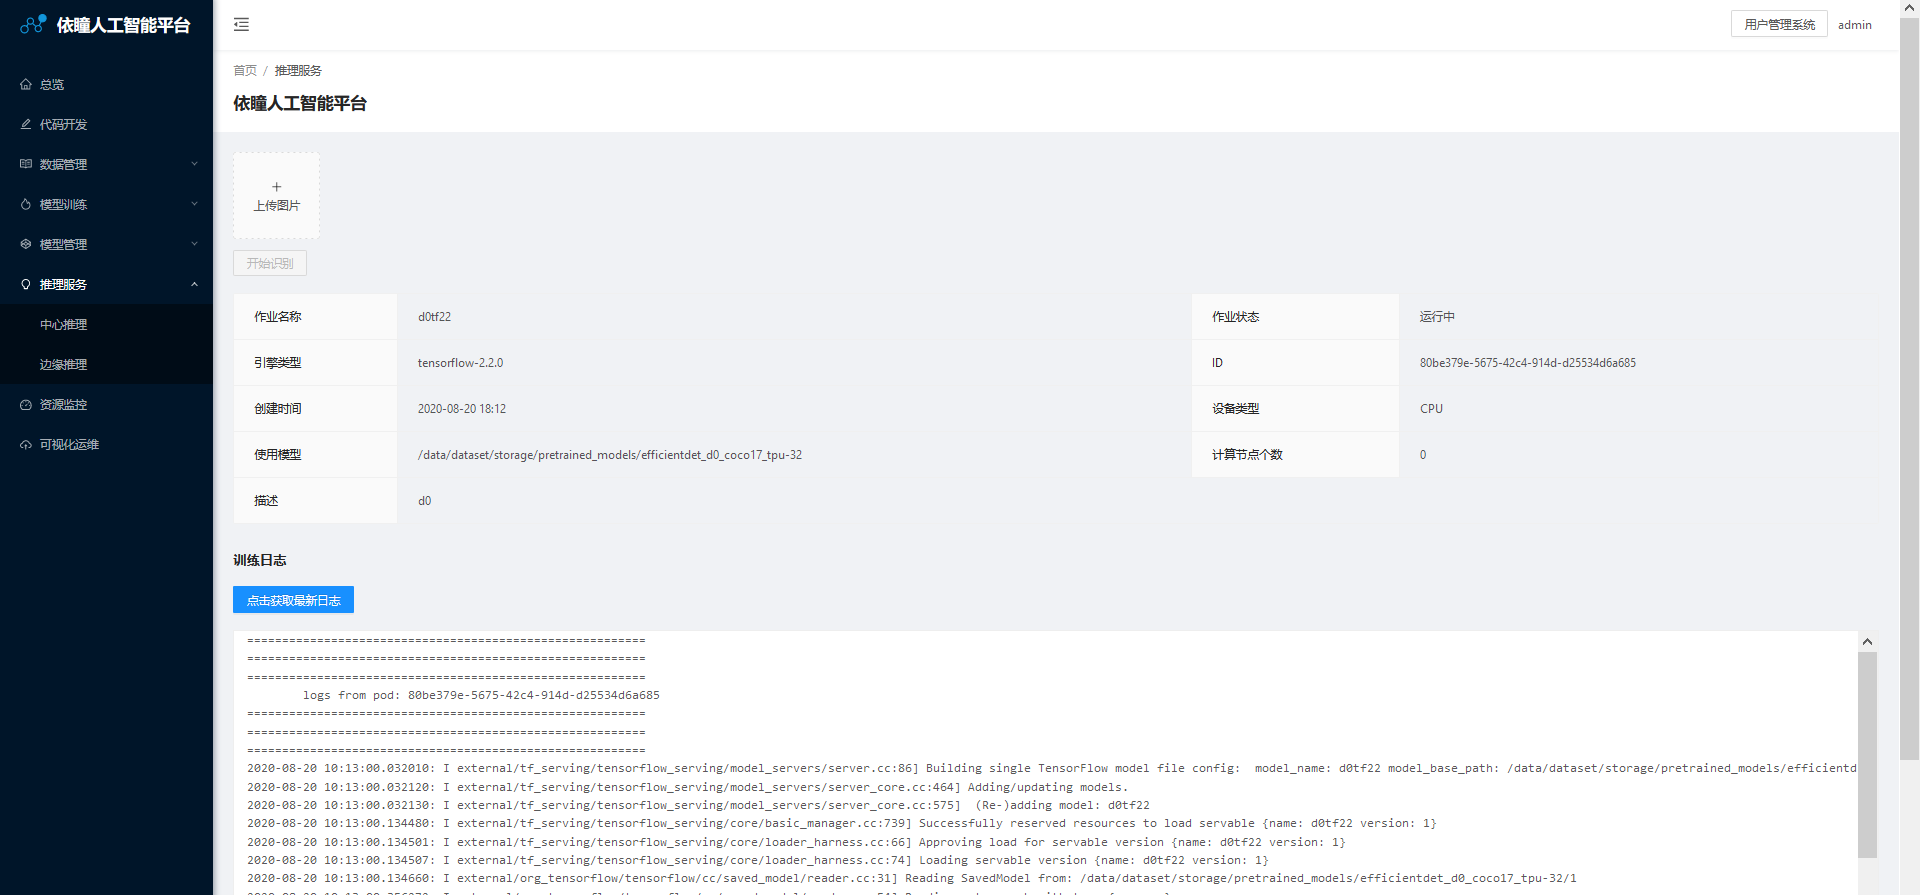 依瞳人工智能平台
用户管理系统
admin
总览
代码开发
数据管理
模型训练
模型管理
推理服务
中心推理
边缘推理
资源监控
可视化运维
首页 / 推理服务
依瞳人工智能平台
+
上传图片
开始识别
作业名称 d0tf22 作业状态 运行中
引擎类型 tensorflow-2.2.0 ID 80be379e-5675-42c4-914d-d25534d6a685
创建时间 2020-08-20 18:12 设备类型 CPU
使用模型 /data/dataset/storage/pretrained_models/efficientdet_d0_coco17_tpu-32 计算节点个数 0
描述 d0
训练日志
点击获取最新日志
=========================================================
=========================================================
=========================================================
logs from pod: 80be379e-5675-42c4-914d-d25534d6a685
=========================================================
=========================================================
=========================================================
2020-08-20 10:13:00.032010: I external/tf_serving/tensorflow_serving/model_servers/server.cc:86] Building single TensorFlow model file config: model_name: d0tf22 model_base_path: /data/dataset/storage/pretrained_models/efficientd
2020-08-20 10:13:00.032120: I external/tf_serving/tensorflow_serving/model_servers/server_core.cc:464] Adding/updating models.
2020-08-20 10:13:00.032130: I external/tf_serving/tensorflow_serving/model_servers/server_core.cc:575] (Re-)adding model: d0tf22
2020-08-20 10:13:00.134480: I external/tf_serving/tensorflow_serving/core/basic_manager.cc:739] Successfully reserved resources to load servable {name: d0tf22 version: 1}
2020-08-20 10:13:00.134501: I external/tf_serving/tensorflow_serving/core/loader_harness.cc:66] Approving load for servable version {name: d0tf22 version: 1}
2020-08-20 10:13:00.134507: I external/tf_serving/tensorflow_serving/core/loader_harness.cc:74] Loading servable version {name: d0tf22 version: 1}
2020-08-20 10:13:00.134660: I external/org_tensorflow/tensorflow/cc/saved_model/reader.cc:31] Reading SavedModel from: /data/dataset/storage/pretrained_models/efficientdet_d0_coco17_tpu-32/1